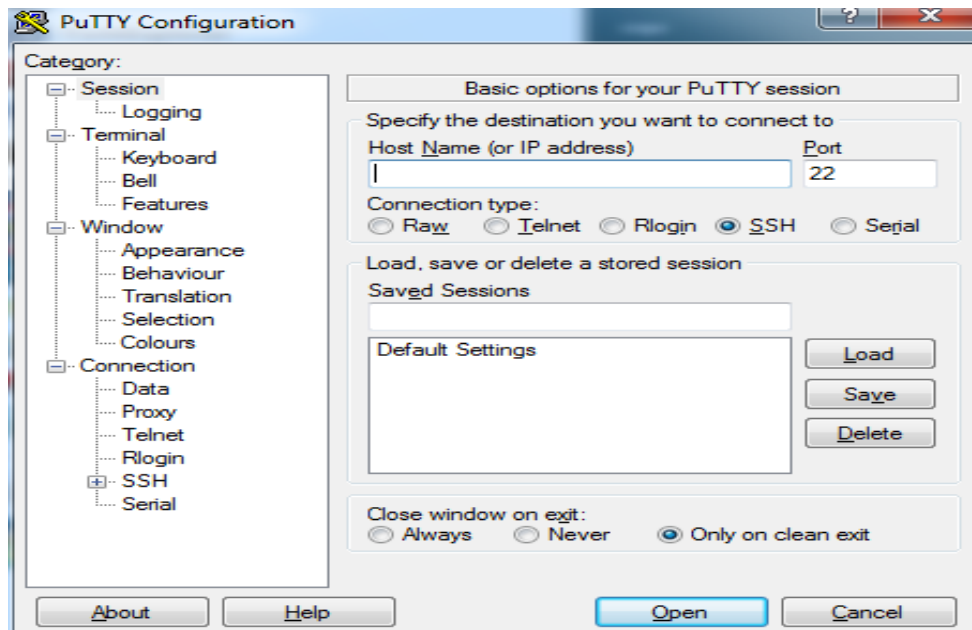 PuTTY Configuration
Category:
Session
Logging
Terminal
Keyboard
Bell
Features
Window
Appearance
Behaviour
Translation
Selection
Colours
Connection
Data
Proxy
Telnet
Rlogin
SSH
Serial
Basic options for your PuTTY session
Specify the destination you want to connect to
Host Name (or IP address) Port
22
Connection type:
Raw Telnet Rlogin SSH Serial
Load, save or delete a stored session
Saved Sessions
Default Settings
Load
Save
Delete
Close window on exit:
Always Never Only on clean exit
About Help Open Cancel